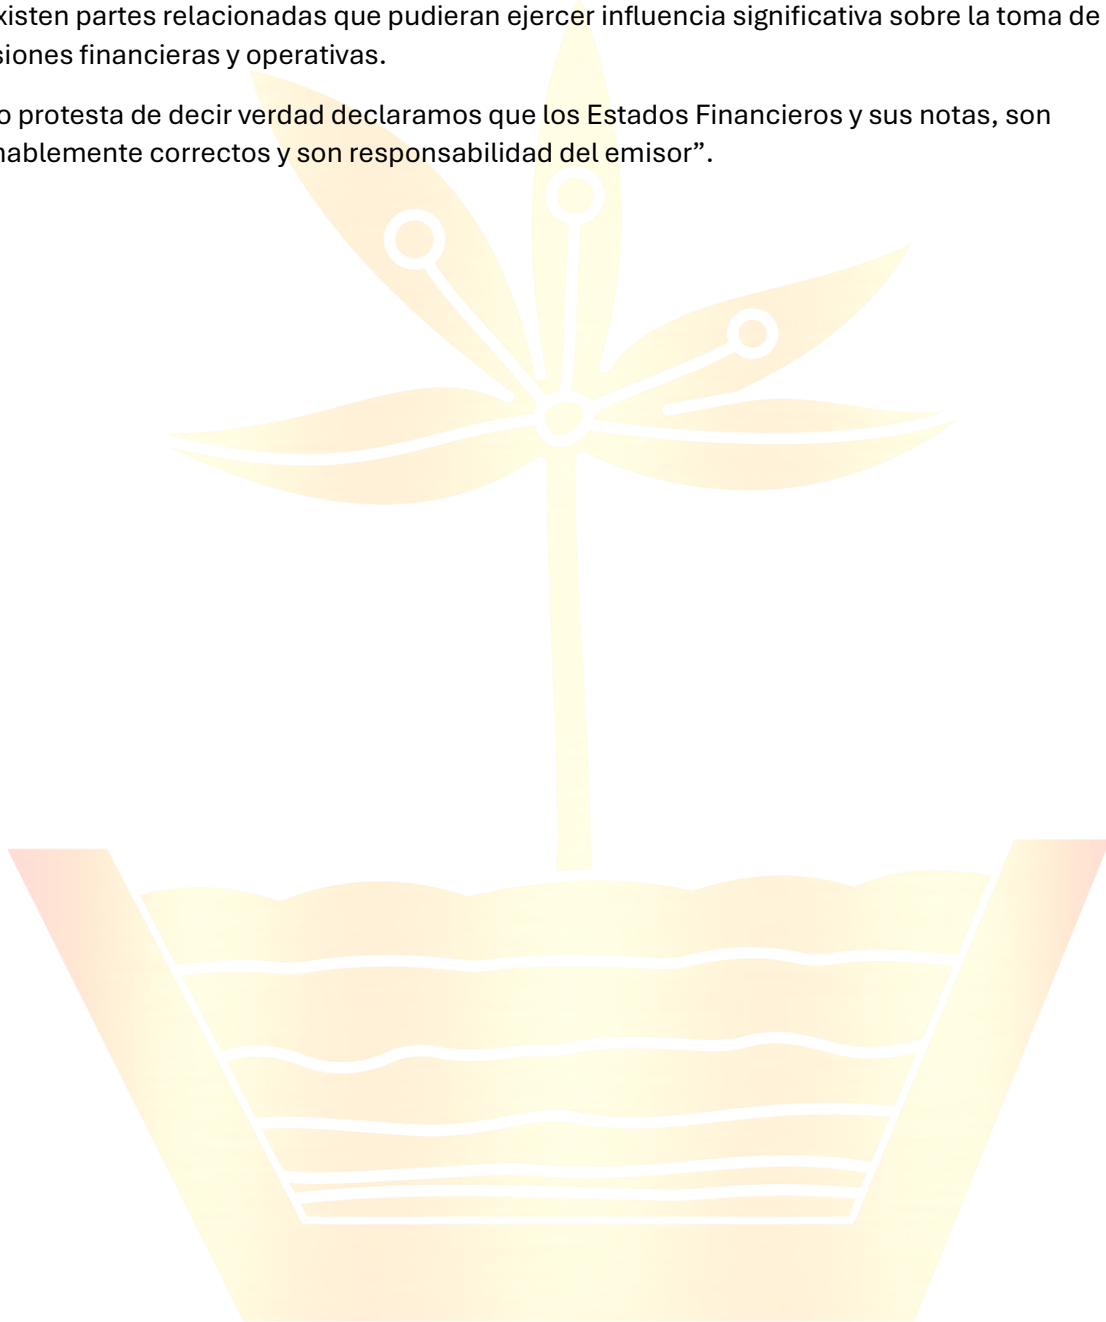 xisten partes relacionadas que pudieran ejercer influencia significativa sobre la toma de
siones financieras y operativas.
o protesta de decir verdad declaramos que los Estados Financieros y sus notas, son
nablemente correctos y son responsabilidad del emisor”.